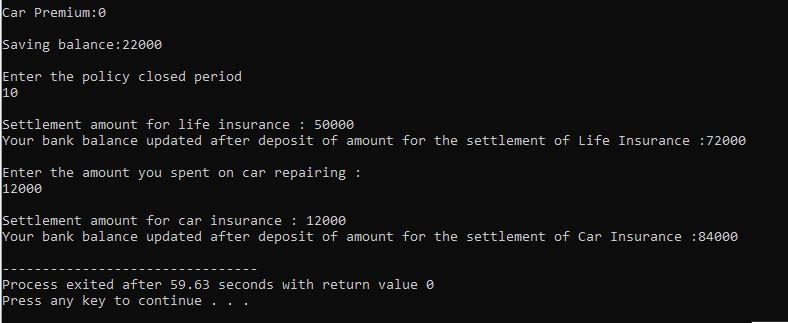 Car Premium:0
Saving balance:22000
Enter the policy closed period
10
Settlement amount for life insurance : 50000
Your bank balance updated after deposit of amount for the settlement of Life Insurance :72000
Enter the amount you spent on car repairing :
12000
Settlement amount for car insurance : 12000
Your bank balance updated after deposit of amount for the settlement of Car Insurance :84000
--------------------------------
Process exited after 59.63 seconds with return value 0
Press any key to continue . . .